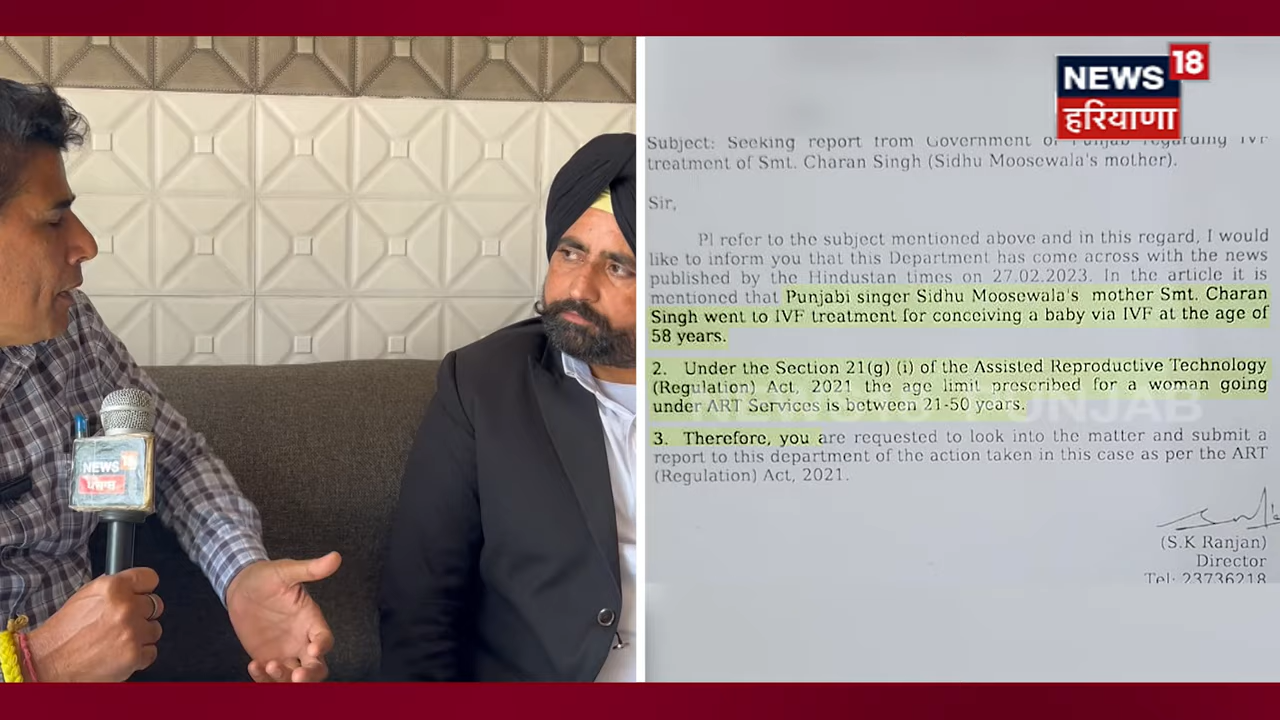 NEWS 18
हरियाणा
Subject: Seeking report from Government of Punjab regarding IVF
treatment of Smt. Charan Singh (Sidhu Moosewala's mother).
Sir,
Pl refer to the subject mentioned above and in this regard, I would
like to inform you that this Department has come across with the news
published by the Hindustan times on 27.02.2023. In the article it is
mentioned that Punjabi singer Sidhu Moosewala's mother Smt. Charan
Singh went to IVF treatment for conceiving a baby via IVF at the age of
58 years.
2. Under the Section 21(g) (i) of the Assisted Reproductive Technology
(Regulation) Act, 2021 the age limit prescribed for a woman going
under ART Services is between 21-50 years.
3. Therefore, you are requested to look into the matter and submit a
report to this department of the action taken in this case as per the ART
(Regulation) Act, 2021.
(S.K Ranjan)
Director
Tel: 23736218
NEWS 18
ਪੰਜਾਬ